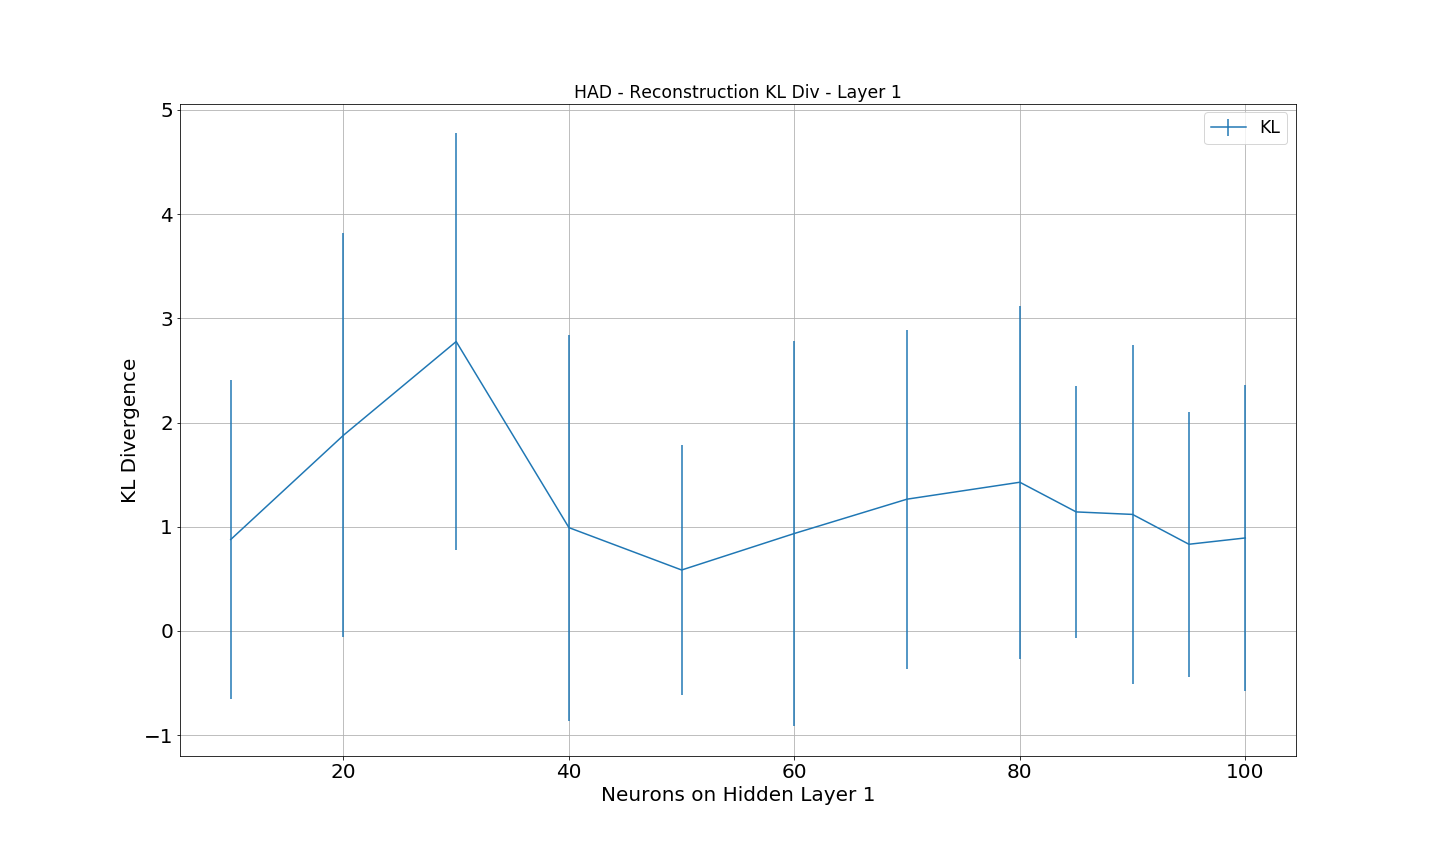 HAD - Reconstruction KL Div - Layer 1
KL
5
4
3
2
1
0
−1
KL Divergence
20 40 60 80 100
Neurons on Hidden Layer 1